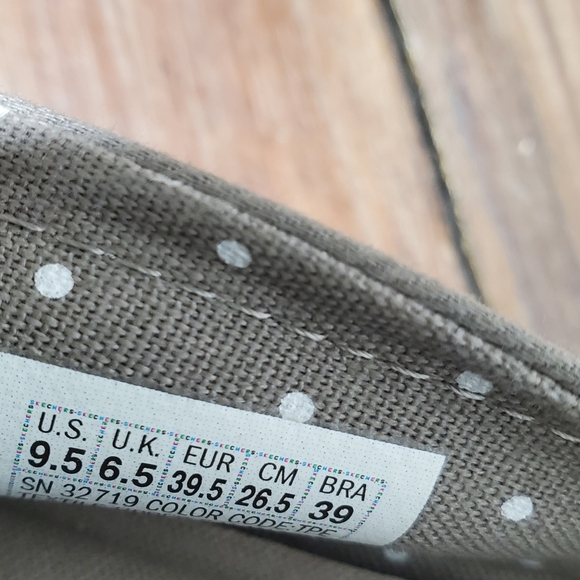 U.S. U.K. EUR CM BRA
9.5 6.5 39.5 26.5 39
SN 32719 COLOR CODE TPE